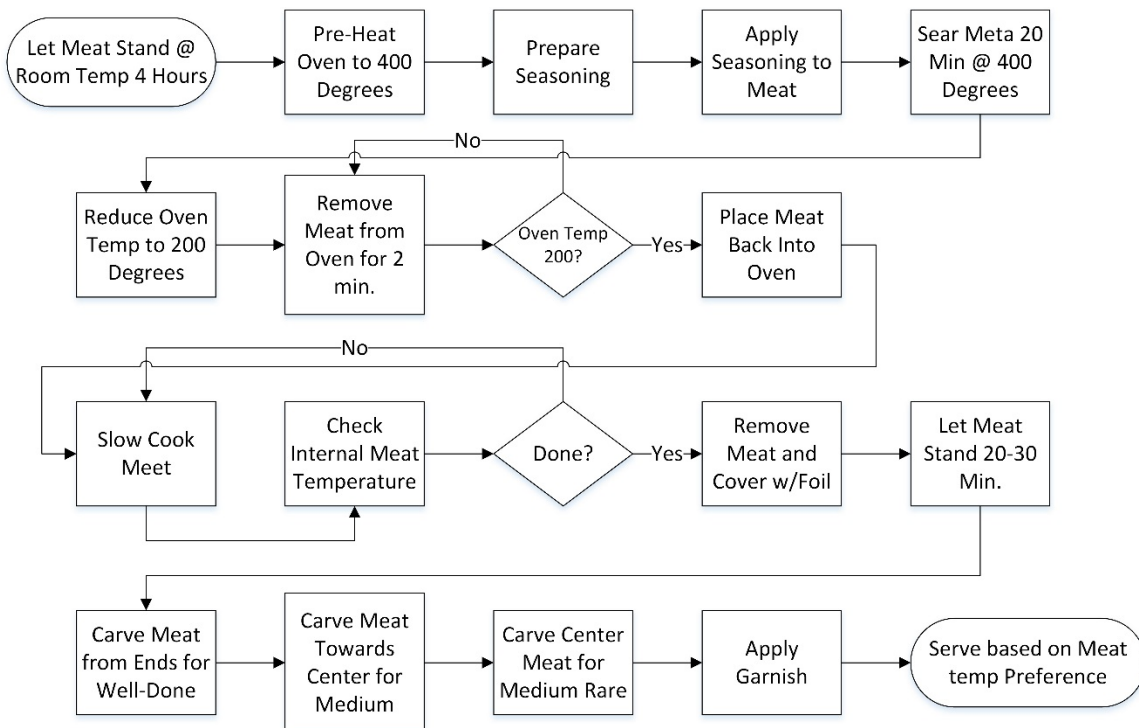 Let Meat Stand @
Room Temp 4 Hours
Pre-Heat
Oven to 400
Degrees
Prepare
Seasoning
Apply
Seasoning to
Meat
Sear Meta 20
Min @ 400
Degrees
No
Reduce Oven
Temp to 200
Degrees
Remove
Meat from
Oven for 2
min.
Oven Temp
200?
Yes
Place Meat
Back Into
Oven
No
Slow Cook
Meet
Check
Internal Meat
Temperature
Done?
Yes
Remove
Meat and
Cover w/Foil
Let Meat
Stand 20-30
Min.
Carve Meat
from Ends for
Well-Done
Carve Meat
Towards
Center for
Medium
Carve Center
Meat for
Medium Rare
Apply
Garnish
Serve based on Meat
temp Preference